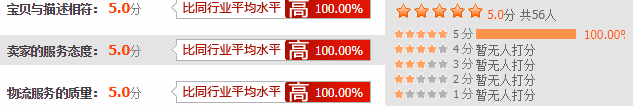 宝贝与描述相符: 5.0分 比同行业平均水平 高 100.00%
卖家的服务态度: 5.0分 比同行业平均水平 高 100.00%
物流服务的质量: 5.0分 比同行业平均水平 高 100.00%
5.0分 共56人
5分 100.00%
4分 暂无人打分
3分 暂无人打分
2分 暂无人打分
1分 暂无人打分